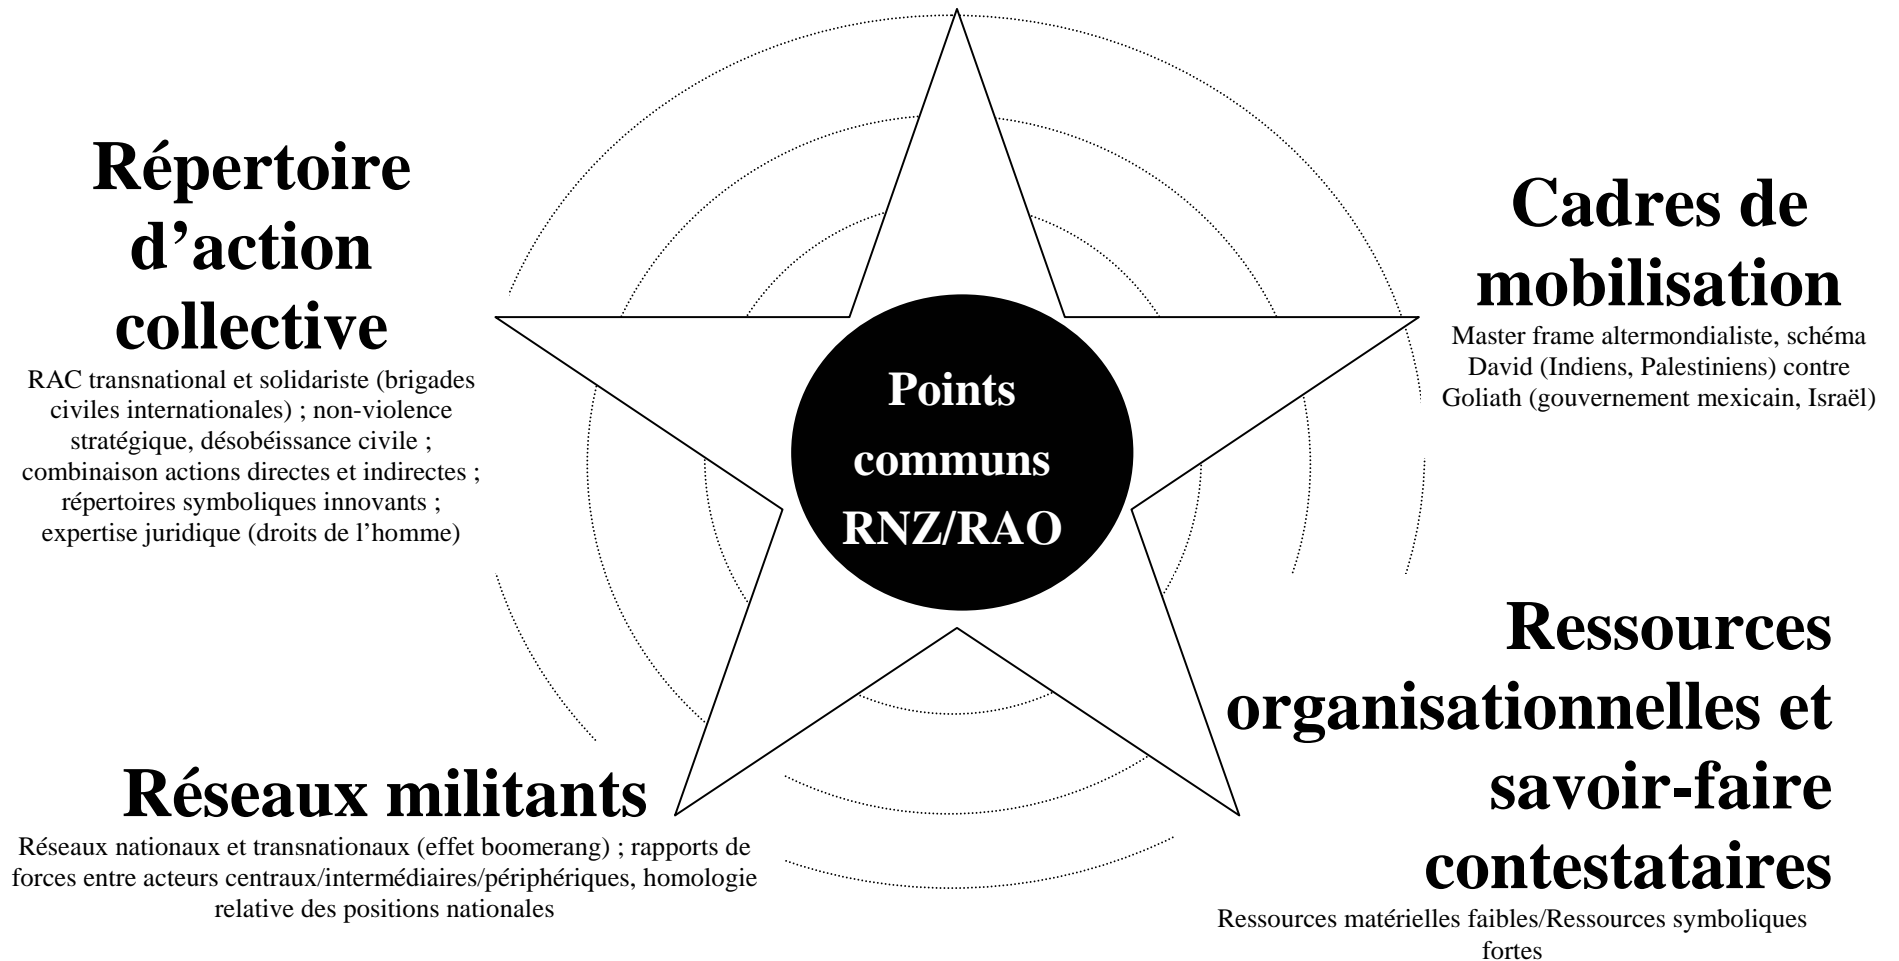 Répertoire
d’action
collective
RAC transnational et solidariste (brigades
civiles internationales) ; non-violence
stratégique, désobéissance civile ;
combinaison actions directes et indirectes ;
répertoires symboliques innovants ;
expertise juridique (droits de l’homme)
Cadres de
mobilisation
Master frame altermondialiste, schéma
David (Indiens, Palestiniens) contre
Goliath (gouvernement mexicain, Israël)
Points
communs
RNZ/RAO
Réseaux militants
Réseaux nationaux et transnationaux (effet boomerang) ; rapports de
forces entre acteurs centraux/intermédiaires/périphériques, homologie
relative des positions nationales
Ressources
organisationnelles et
savoir-faire
contestataires
Ressources matérielles faibles/Ressources symboliques
fortes